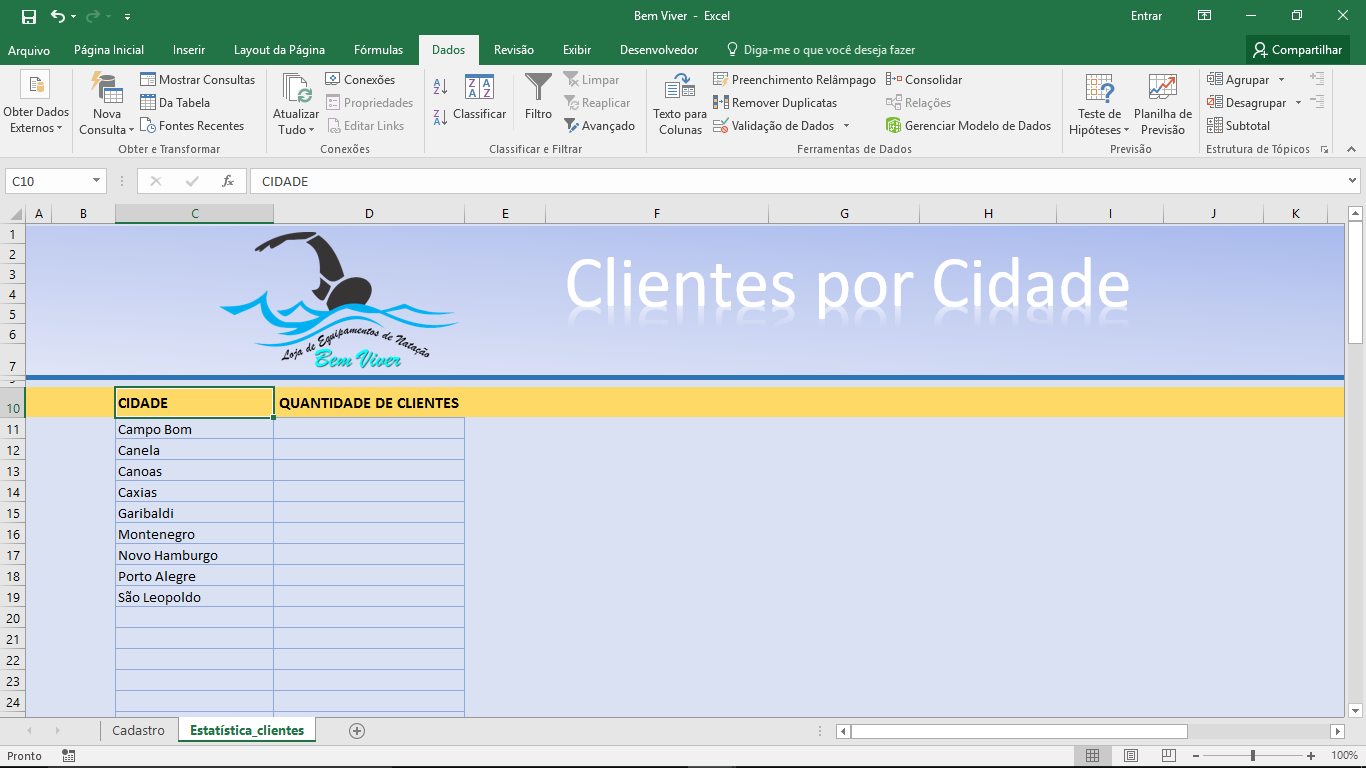 Bem Viver - Excel
Entrar
Arquivo Página Inicial Inserir Layout da Página Fórmulas Dados Revisão Exibir Desenvolvedor Diga-me o que você deseja fazer Compartilhar
Obter Dados Externos
Nova Consulta
Mostrar Consultas
Da Tabela
Fontes Recentes
Obter e Transformar
Atualizar Tudo
Conexões
Propriedades
Editar Links
Conexões
Classificar
Filtro
Limpar
Reaplicar
Avançado
Classificar e Filtrar
Texto para Colunas
Preenchimento Relâmpago
Remover Duplicatas
Validação de Dados
Consolidar
Relações
Gerenciar Modelo de Dados
Ferramentas de Dados
Teste de Hipóteses
Planilha de Previsão
Previsão
Agrupar
Desagrupar
Subtotal
Estrutura de Tópicos
C10 fx CIDADE
A B C D E F G H I J K
1
2
3
4
5
6
7
Clientes por Cidade
Loja de Equipamentos de Natação
Bem Viver
10 CIDADE QUANTIDADE DE CLIENTES
11 Campo Bom
12 Canela
13 Canoas
14 Caxias
15 Garibaldi
16 Montenegro
17 Novo Hamburgo
18 Porto Alegre
19 São Leopoldo
20
21
22
23
24
Cadastro Estatística_clientes
Pronto
100%